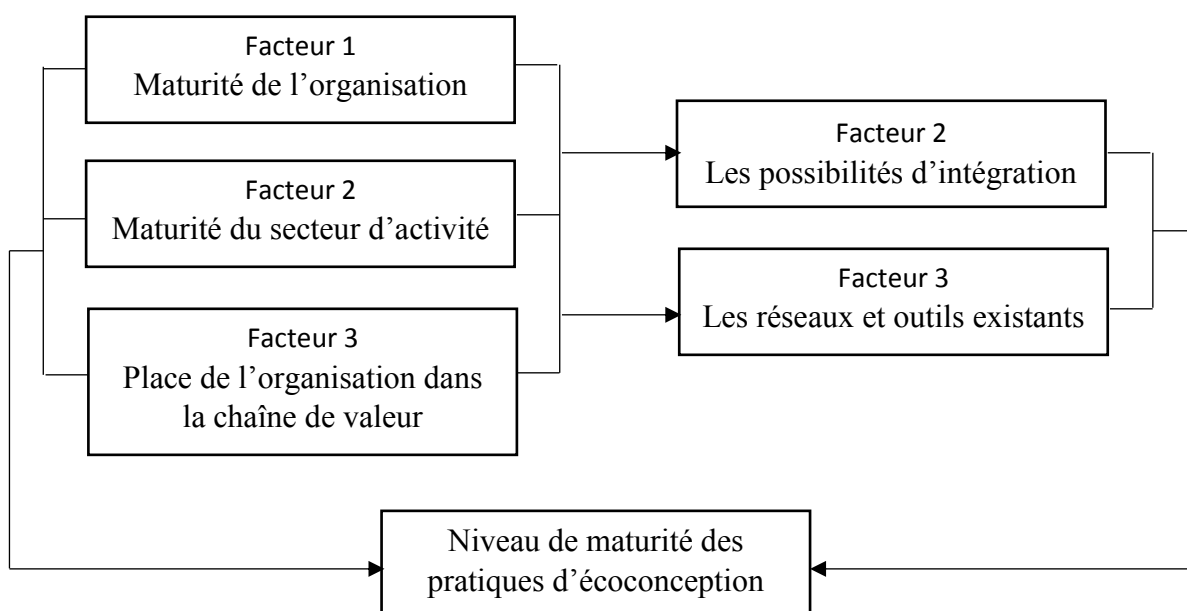 Facteur 1
Maturité de l’organisation
Facteur 2
Maturité du secteur d’activité
Facteur 3
Place de l’organisation dans
la chaîne de valeur
Facteur 2
Les possibilités d’intégration
Facteur 3
Les réseaux et outils existants
Niveau de maturité des
pratiques d’écoconception